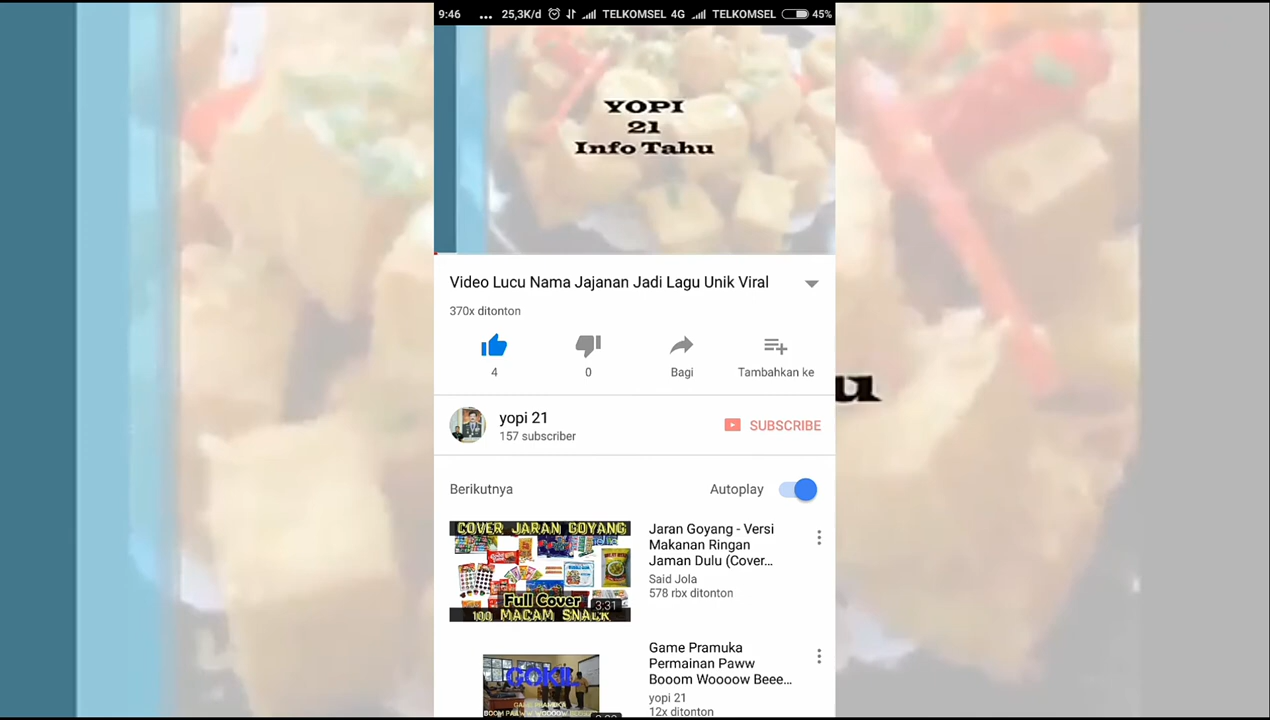 9:46 ... 25,3K/d TELKOMSEL 4G TELKOMSEL 45%
YOPI
21
Info Tahu
u
Video Lucu Nama Jajanan Jadi Lagu Unik Viral
370x ditonton
4 0 Bagi Tambahkan ke
yopi 21
157 subscriber
SUBSCRIBE
Berikutnya Autoplay
COVER JARAN GOYANG
Full Cover 3:31
100 MACAM SNACK
Jaran Goyang - Versi
Makanan Ringan
Jaman Dulu (Cover...
Said Jola
578 rbx ditonton
GOKIL
GAME PRAMUKA
Game Pramuka
Permainan Paww
Booom Woooow Beee...
yopi 21
12x ditonton